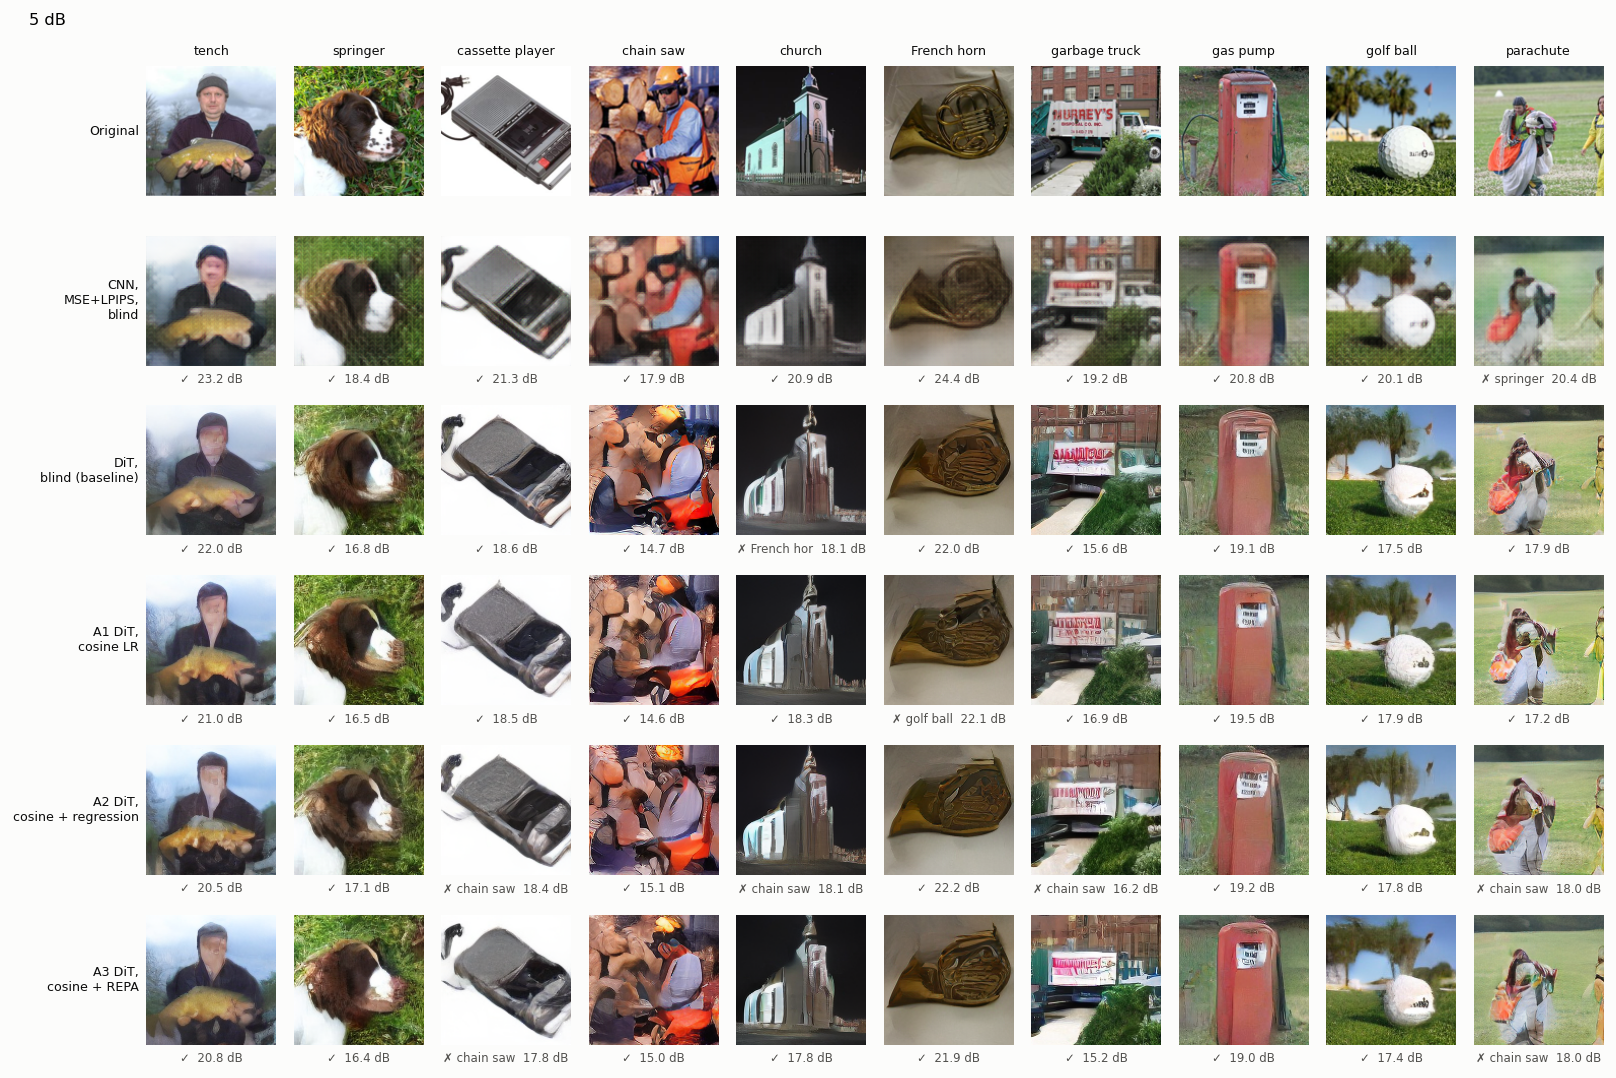 5 dB
tench springer cassette player chain saw church French horn garbage truck gas pump golf ball parachute
Original
MURREY'S
DISPOSAL CO., INC.
CNN,
MSE+LPIPS,
blind
✓ 23.2 dB ✓ 18.4 dB ✓ 21.3 dB ✓ 17.9 dB ✓ 20.9 dB ✓ 24.4 dB ✓ 19.2 dB ✓ 20.8 dB ✓ 20.1 dB ✗ springer 20.4 dB
DiT,
blind (baseline)
✓ 22.0 dB ✓ 16.8 dB ✓ 18.6 dB ✓ 14.7 dB ✗ French hor 18.1 dB ✓ 22.0 dB ✓ 15.6 dB ✓ 19.1 dB ✓ 17.5 dB ✓ 17.9 dB
A1 DiT,
cosine LR
✓ 21.0 dB ✓ 16.5 dB ✓ 18.5 dB ✓ 14.6 dB ✓ 18.3 dB ✗ golf ball 22.1 dB ✓ 16.9 dB ✓ 19.5 dB ✓ 17.9 dB ✓ 17.2 dB
A2 DiT,
cosine + regression
✓ 20.5 dB ✓ 17.1 dB ✗ chain saw 18.4 dB ✓ 15.1 dB ✗ chain saw 18.1 dB ✓ 22.2 dB ✗ chain saw 16.2 dB ✓ 19.2 dB ✓ 17.8 dB ✗ chain saw 18.0 dB
A3 DiT,
cosine + REPA
✓ 20.8 dB ✓ 16.4 dB ✗ chain saw 17.8 dB ✓ 15.0 dB ✓ 17.8 dB ✓ 21.9 dB ✓ 15.2 dB ✓ 19.0 dB ✓ 17.4 dB ✗ chain saw 18.0 dB